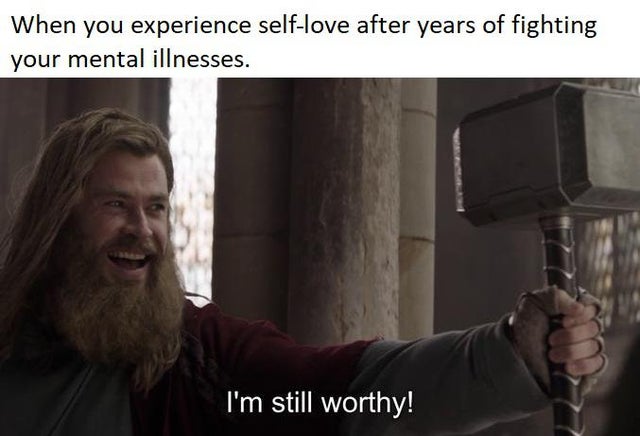 When you experience self-love after years of fighting
your mental illnesses.
I'm still worthy!